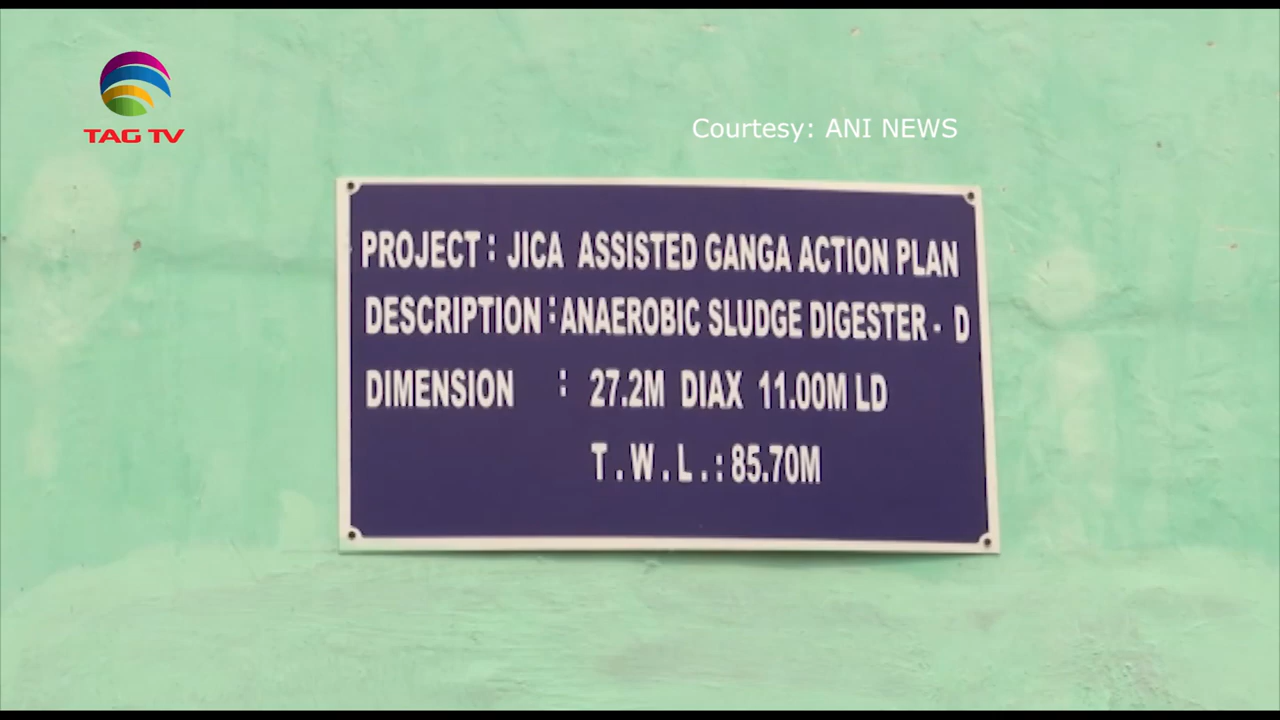 TAG TV
Courtesy: ANI NEWS
PROJECT : JICA ASSISTED GANGA ACTION PLAN
DESCRIPTION : ANAEROBIC SLUDGE DIGESTER - D
DIMENSION : 27.2M DIAX 11.00M LD
T.W.L.: 85.70M